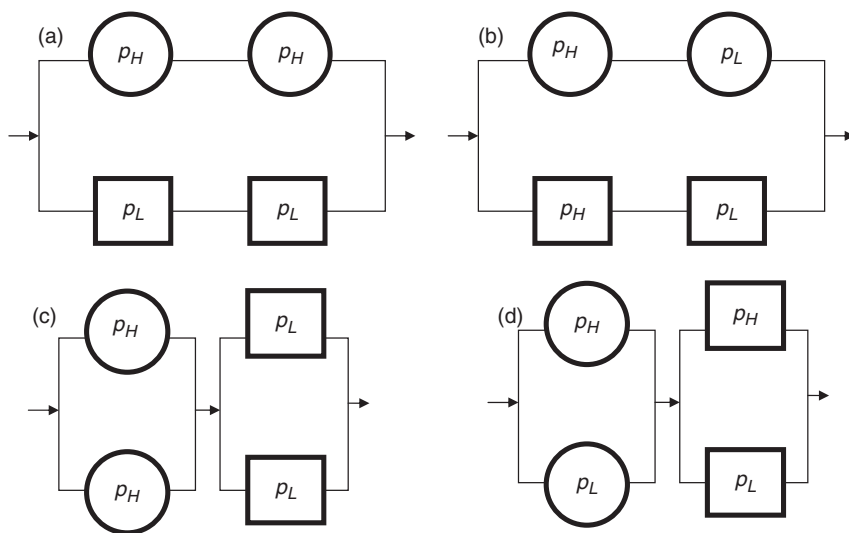 (a)
p_H p_H
p_L p_L
(b)
p_H p_L
p_H p_L
(c)
p_H p_L
p_H p_L
(d)
p_H p_H
p_L p_L